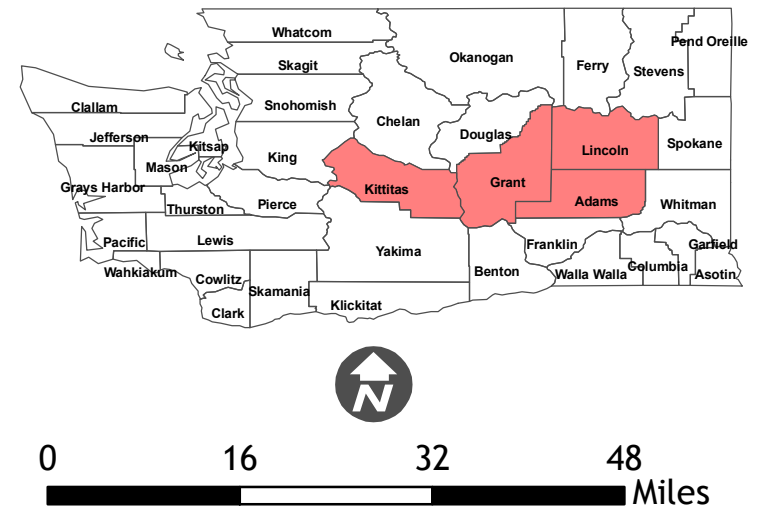 Whatcom
Pend Oreille
Okanogan
Ferry
Stevens
Skagit
Clallam
Snohomish
Chelan
Douglas
Jefferson
Kitsap
Spokane
Lincoln
King
Mason
Grant
Kittitas
Grays Harbor
Adams
Whitman
Pierce
Thurston
Pacific
Lewis
Franklin
Garfield
Yakima
Wahkiakum
Cowlitz
Benton
Walla Walla
Columbia
Asotin
Skamania
Klickitat
Clark
N
0 16 32 48
Miles